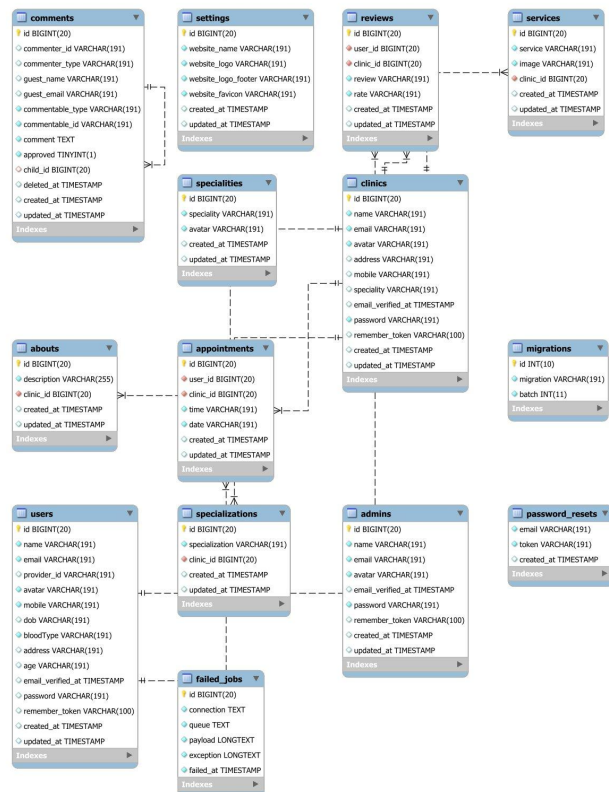 comments
id BIGINT(20)
commenter_id VARCHAR(191)
commenter_type VARCHAR(191)
guest_name VARCHAR(191)
guest_email VARCHAR(191)
commentable_type VARCHAR(191)
commentable_id VARCHAR(191)
comment TEXT
approved TINYINT(1)
child_id BIGINT(20)
deleted_at TIMESTAMP
created_at TIMESTAMP
updated_at TIMESTAMP
Indexes
settings
id BIGINT(20)
website_name VARCHAR(191)
website_logo VARCHAR(191)
website_logo_footer VARCHAR(191)
website_favicon VARCHAR(191)
created_at TIMESTAMP
updated_at TIMESTAMP
Indexes
reviews
id BIGINT(20)
user_id BIGINT(20)
clinic_id BIGINT(20)
review VARCHAR(191)
rate VARCHAR(191)
created_at TIMESTAMP
updated_at TIMESTAMP
Indexes
services
id BIGINT(20)
service VARCHAR(191)
image VARCHAR(191)
clinic_id BIGINT(20)
created_at TIMESTAMP
updated_at TIMESTAMP
Indexes
specialities
id BIGINT(20)
speciality VARCHAR(191)
avatar VARCHAR(191)
created_at TIMESTAMP
updated_at TIMESTAMP
Indexes
clinics
id BIGINT(20)
name VARCHAR(191)
email VARCHAR(191)
avatar VARCHAR(191)
address VARCHAR(191)
mobile VARCHAR(191)
speciality VARCHAR(191)
email_verified_at TIMESTAMP
password VARCHAR(191)
remember_token VARCHAR(100)
created_at TIMESTAMP
updated_at TIMESTAMP
Indexes
abouts
id BIGINT(20)
description VARCHAR(255)
clinic_id BIGINT(20)
created_at TIMESTAMP
updated_at TIMESTAMP
Indexes
appointments
id BIGINT(20)
user_id BIGINT(20)
clinic_id BIGINT(20)
time VARCHAR(191)
date VARCHAR(191)
created_at TIMESTAMP
updated_at TIMESTAMP
Indexes
migrations
id INT(10)
migration VARCHAR(191)
batch INT(11)
Indexes
users
id BIGINT(20)
name VARCHAR(191)
email VARCHAR(191)
provider_id VARCHAR(191)
avatar VARCHAR(191)
mobile VARCHAR(191)
dob VARCHAR(191)
bloodType VARCHAR(191)
address VARCHAR(191)
age VARCHAR(191)
email_verified_at TIMESTAMP
password VARCHAR(191)
remember_token VARCHAR(100)
created_at TIMESTAMP
updated_at TIMESTAMP
Indexes
specializations
id BIGINT(20)
specialization VARCHAR(191)
clinic_id BIGINT(20)
created_at TIMESTAMP
updated_at TIMESTAMP
Indexes
admins
id BIGINT(20)
name VARCHAR(191)
email VARCHAR(191)
avatar VARCHAR(191)
email_verified_at TIMESTAMP
password VARCHAR(191)
remember_token VARCHAR(100)
created_at TIMESTAMP
updated_at TIMESTAMP
Indexes
password_resets
email VARCHAR(191)
token VARCHAR(191)
created_at TIMESTAMP
Indexes
failed_jobs
id BIGINT(20)
connection TEXT
queue TEXT
payload LONGTEXT
exception LONGTEXT
failed_at TIMESTAMP
Indexes